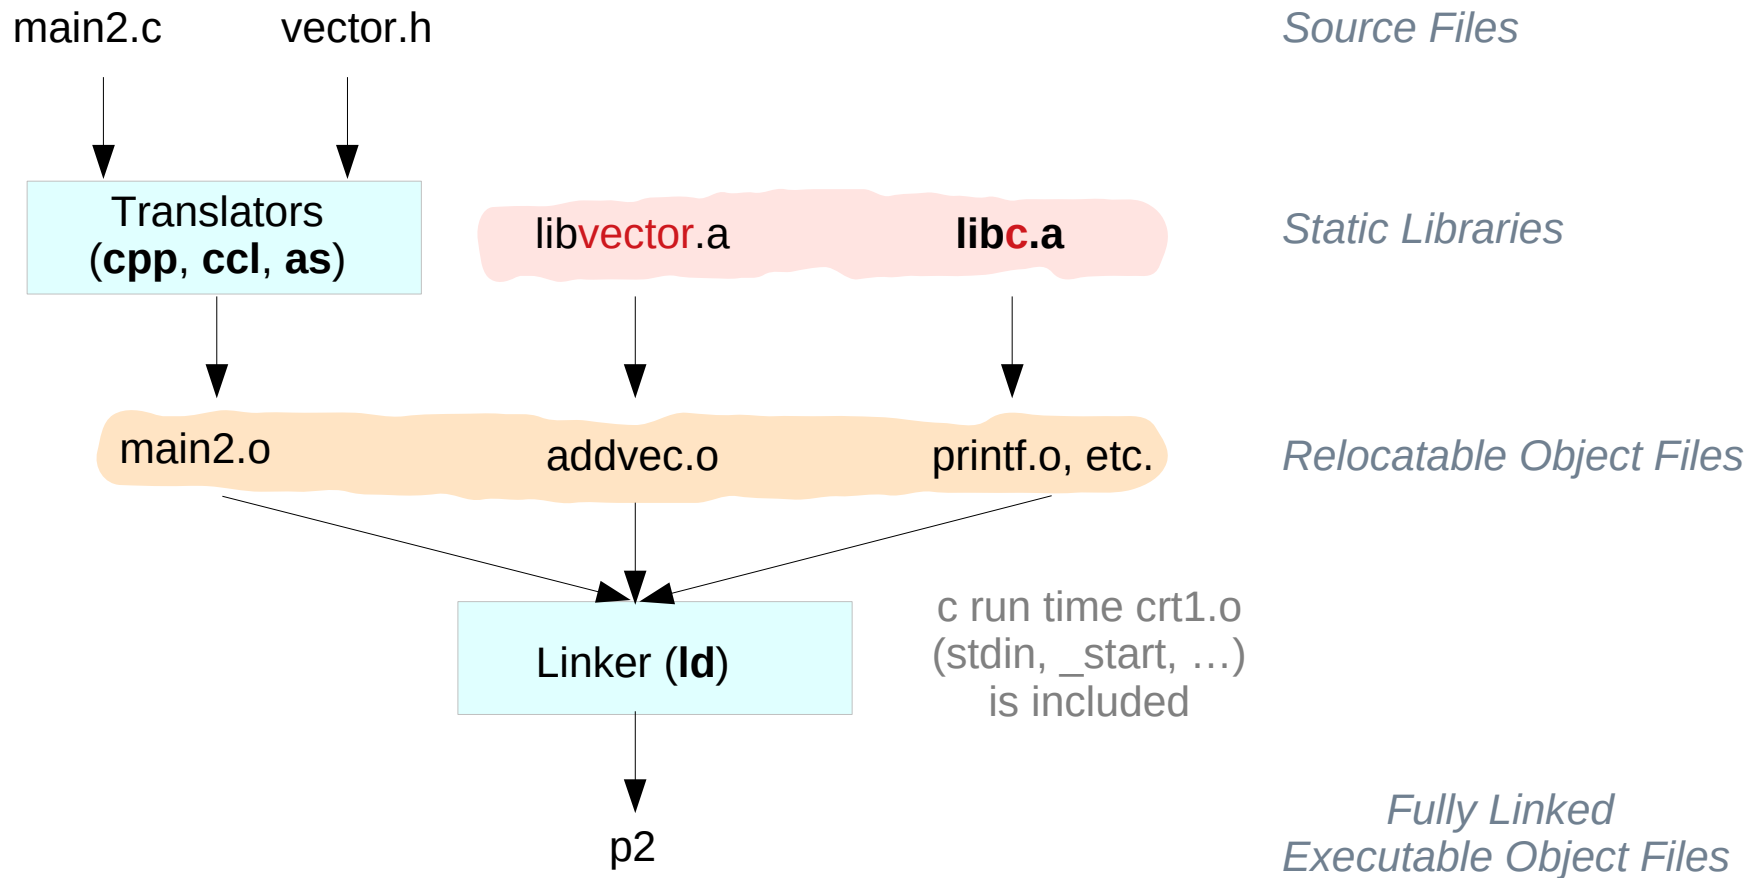 main2.c vector.h Source Files
Translators
(cpp, ccl, as)
libvector.a libc.a Static Libraries
main2.o addvec.o printf.o, etc. Relocatable Object Files
c run time crt1.o
(stdin, _start, …)
is included
Linker (ld)
p2
Fully Linked
Executable Object Files